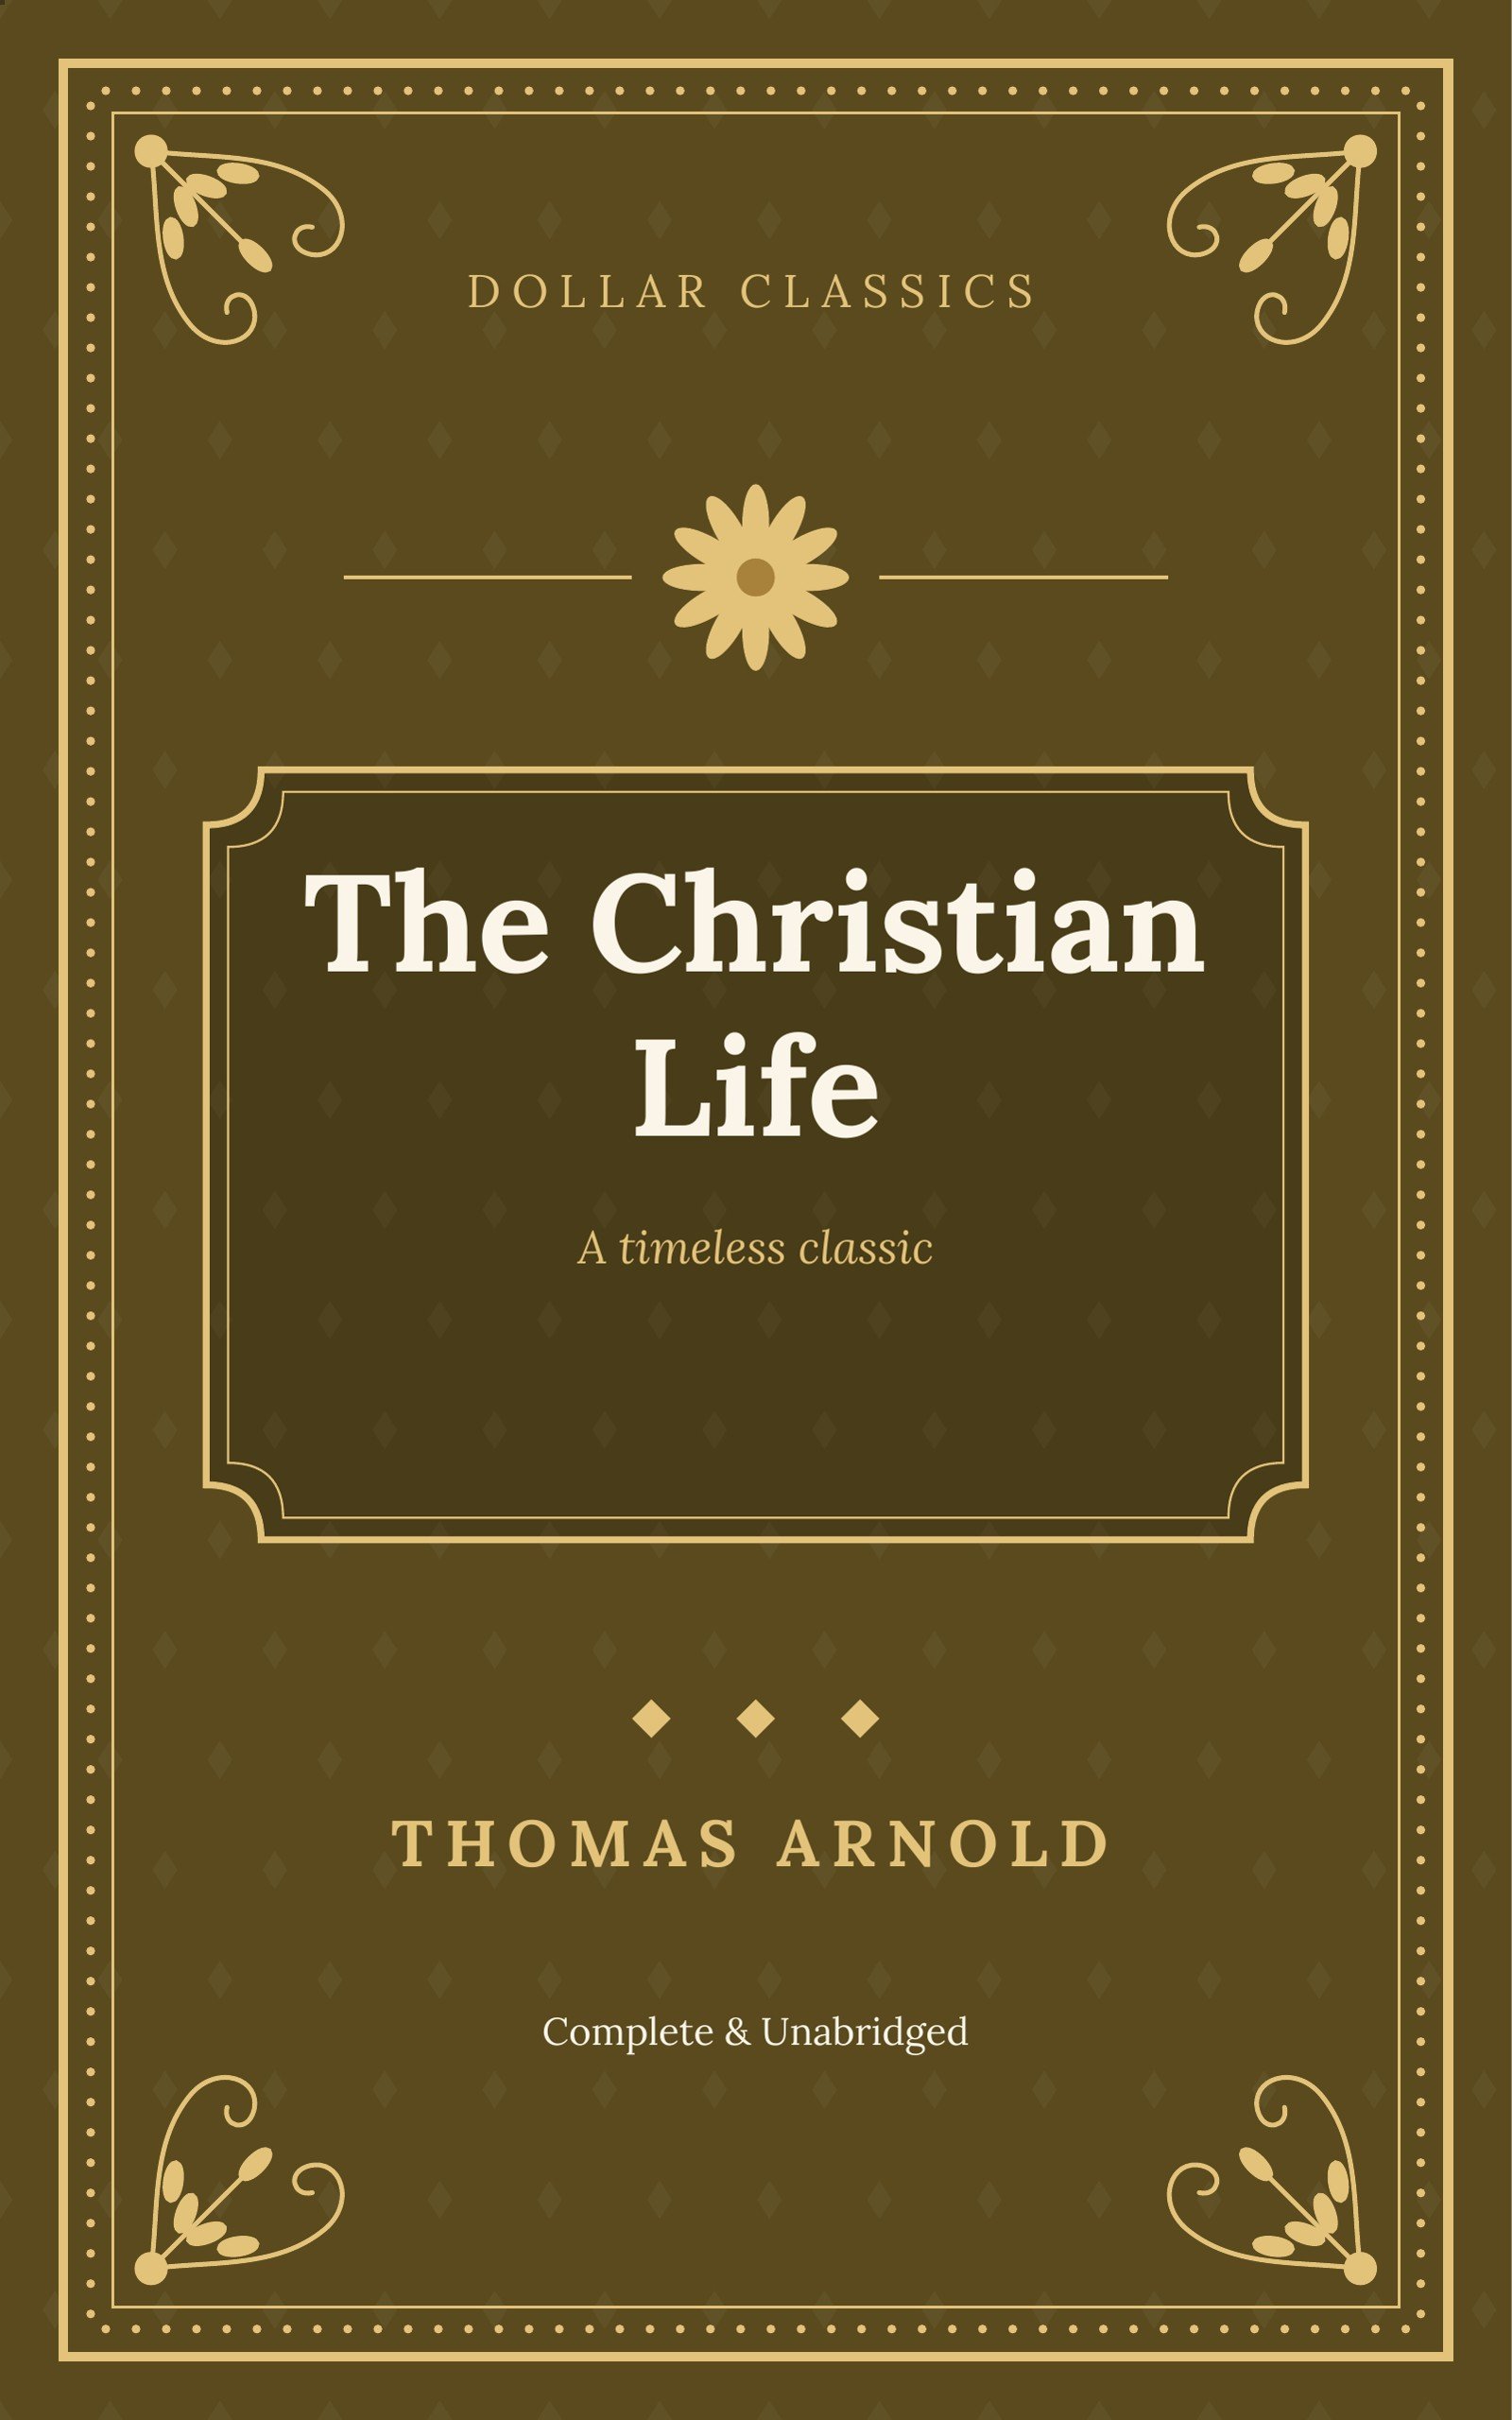 DOLLAR CLASSICS
The Christian
Life
A timeless classic
THOMAS ARNOLD
Complete & Unabridged